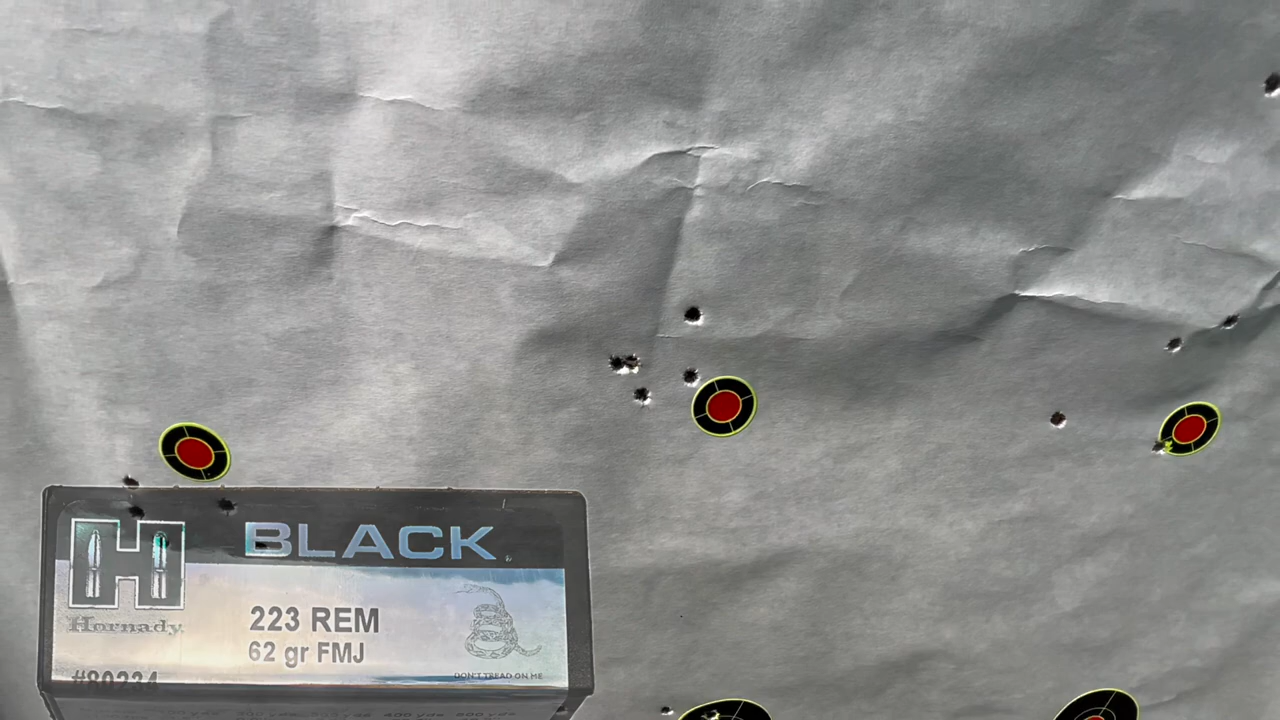 BLACK
223 REM
Hornady
62 gr FMJ
DON'T TREAD ON ME
#80234